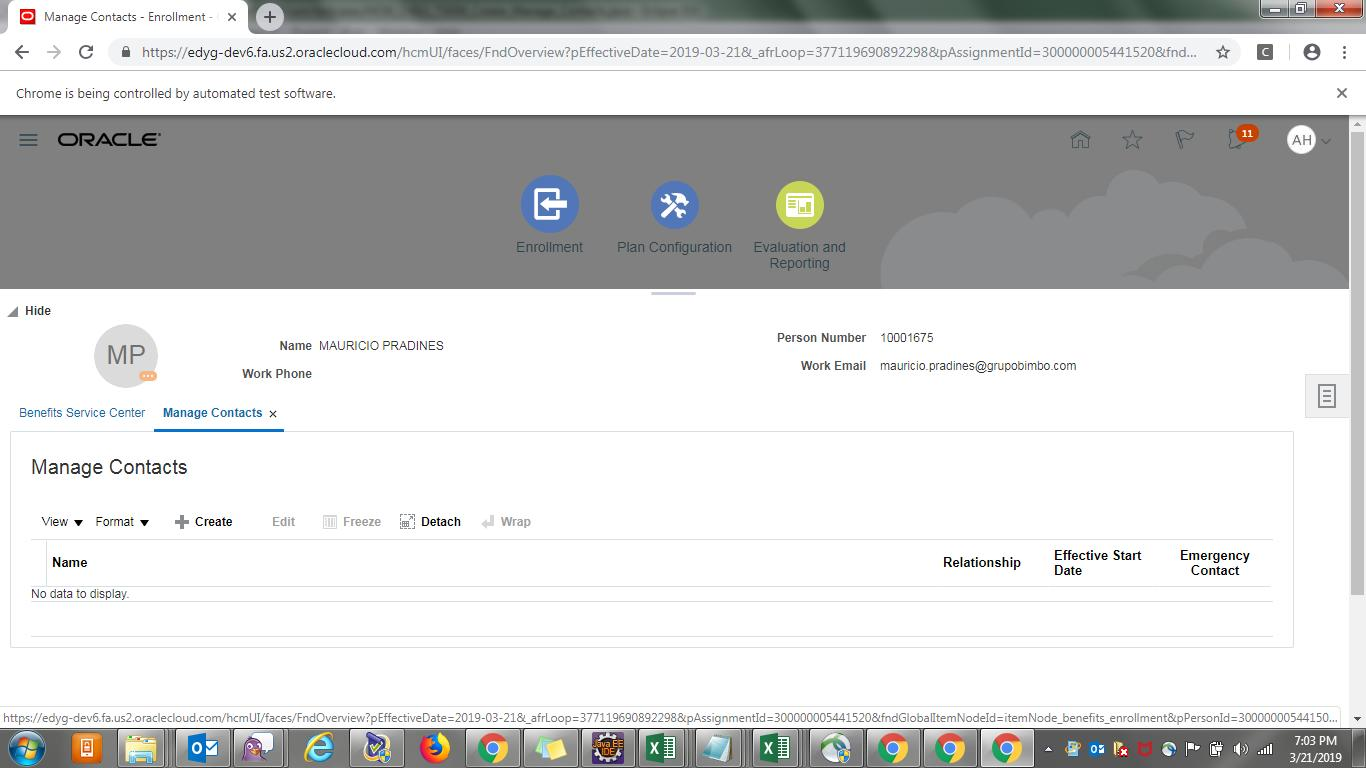 Manage Contacts - Enrollment -
https://edyg-dev6.fa.us2.oraclecloud.com/hcmUI/faces/FndOverview?pEffectiveDate=2019-03-21&_afrLoop=377119690892298&pAssignmentId=300000005441520&fnd...
C
Chrome is being controlled by automated test software.
ORACLE
11
AH
Enrollment
Plan Configuration
Evaluation and
Reporting
Hide
MP
Name MAURICIO PRADINES
Person Number 10001675
Work Phone
Work Email mauricio.pradines@grupobimbo.com
Benefits Service Center Manage Contacts
Manage Contacts
View Format Create Edit Freeze Detach Wrap
Name Relationship Effective Start Date Emergency Contact
No data to display.
https://edyg-dev6.fa.us2.oraclecloud.com/hcmUI/faces/FndOverview?pEffectiveDate=2019-03-21&_afrLoop=377119690892298&pAssignmentId=300000005441520&fndGlobalItemNodeId=itemNode_benefits_enrollment&pPersonId=30000000544150...
Java EE
IDE
7:03 PM
3/21/2019